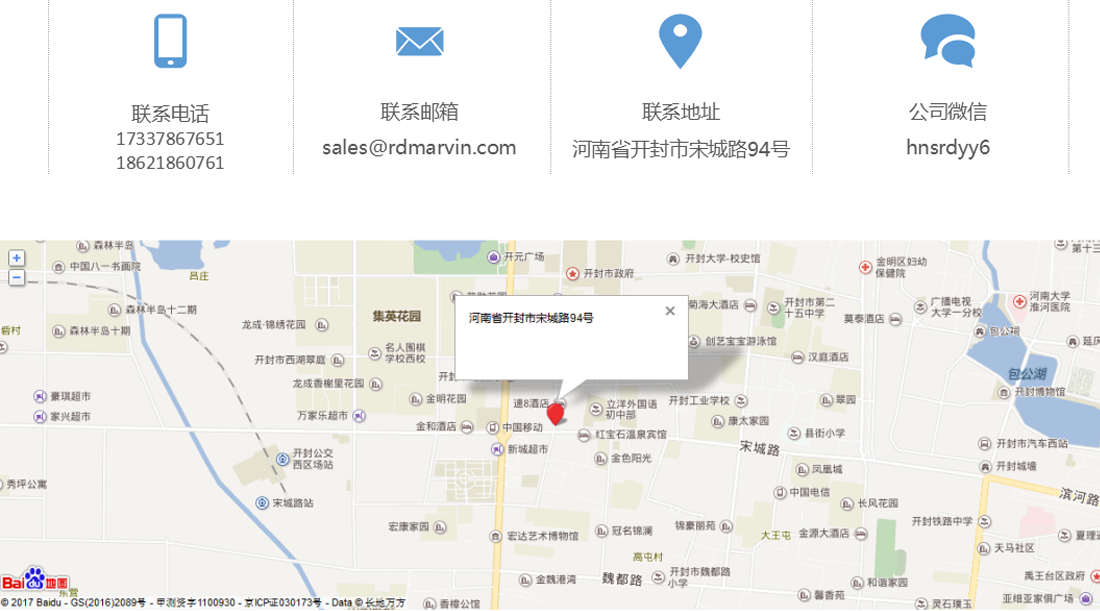 联系电话
17337867651
18621860761
联系邮箱
sales@rdmarvin.com
联系地址
河南省开封市宋城路94号
公司微信
hnsrdyy6
森林半岛
中国八一书画院
吕庄
开元广场
开封市政府
开封大学-校史馆
金明区妇幼
保健院
森林半岛十二期
森林半岛十期
龙成·锦绣花园
集英花园
河南省开封市宋城路94号
菊海大酒店
开封市第二
十五中学
莫泰酒店
广播电视
大学一分校
河南大学
淮河医院
包公祠
名人围棋
学校西校
开封市西湖翠庭
龙成香榭里花园
创艺宝宝游泳馆
汉庭酒店
包公湖
开封博物馆
豪琪超市
家兴超市
万家乐超市
金明花园
速8酒店
立洋外国语
初中部
开封工业学校
翠园
金和酒店
中国移动
红宝石温泉宾馆
康太家园
县街小学
宋城路
开封市汽车西站
新城超市
金色阳光
开封公交
西区场站
凤凰城
开封城墙
秀坪公寓
宋城路站
中国电信
长风花园
滨河路
宏康家园
宏达艺术博物馆
冠名锦澜
锦豪丽苑
大王屯
金源大酒店
开封铁路中学
天马社区
高屯村
金魏港湾
魏都路
开封市魏都路
小学
和谐家园
禹王台区政府
馨香苑
亚细亚家俱广场
香樟公馆
灵石璞玉
Bai 地图
© 2017 Baidu - GS(2016)2089号 - 甲测资字1100930 - 京ICP证030173号 - Data © 长地万方